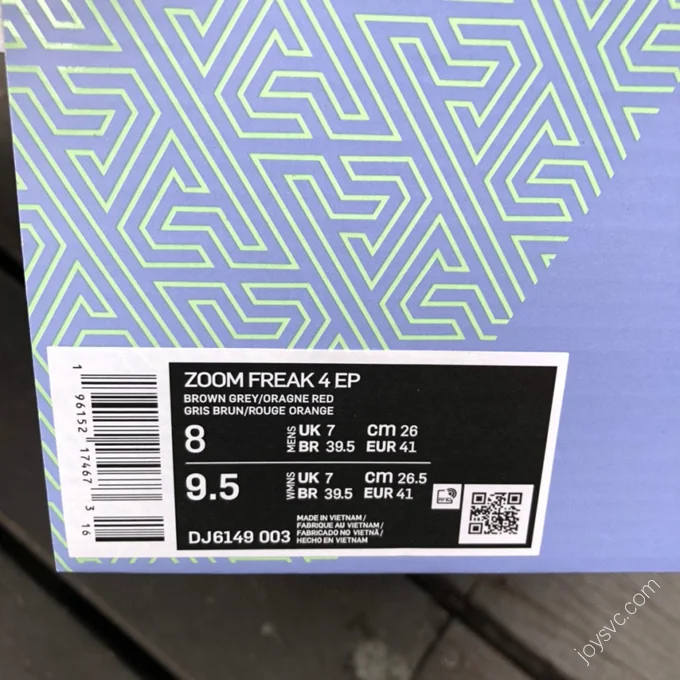 ZOOM FREAK 4 EP
BROWN GREY/ORAGNE RED
GRIS BRUN/ROUGE ORANGE
8 MENS UK 7 cm 26
BR 39.5 EUR 41
9.5 WMNS UK 7 cm 26.5
BR 39.5 EUR 41
DJ6149 003
MADE IN VIETNAM /
FABRIQUE AU VIETNAM/
FABRICADO NO VIETNÃ/
HECHO EN VIETNAM
1 96152 17467 3 16
joysvc.com